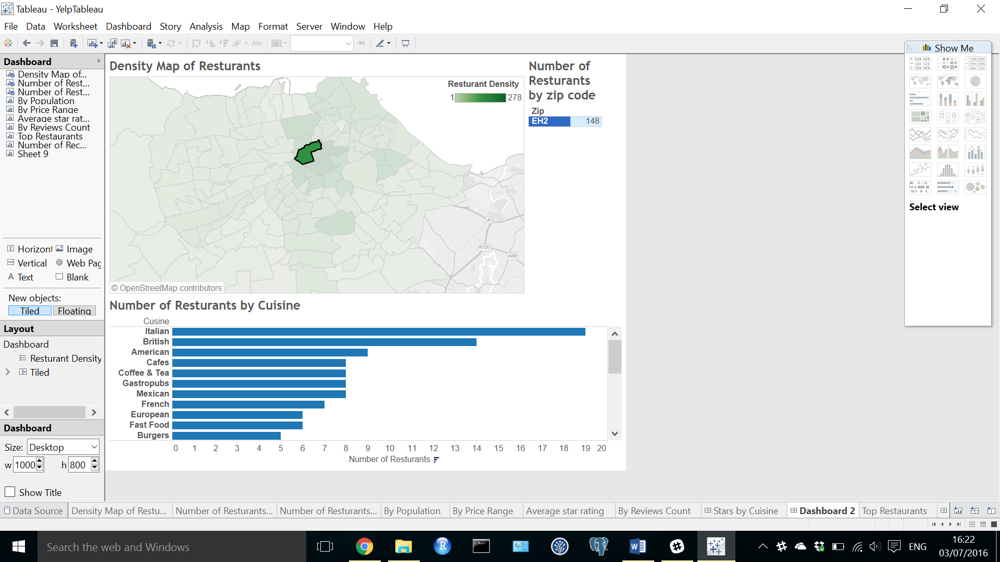 Tableau - YelpTableau
File Data Worksheet Dashboard Story Analysis Map Format Server Window Help
Abc
Dashboard
Density Map of...
Number of Rest...
Number of Rest...
By Population
By Price Range
Average star rat...
By Reviews Count
Top Restaurants
Number of Rec...
Sheet 9
Horizont Image
Vertical Web Pag
Text Blank
New objects:
Tiled Floating
Layout
Dashboard
Resturant Density
Tiled
Dashboard
Size: Desktop
w 1000 h 800
Show Title
Density Map of Resturants
Resturant Density
1 278
A1
A720
A68
© OpenStreetMap contributors
Number of
Resturants
by zip code
Zip
EH2 148
Number of Resturants by Cuisine
Cusine
Italian
British
American
Cafes
Coffee & Tea
Gastropubs
Mexican
French
European
Fast Food
Burgers
0 1 2 3 4 5 6 7 8 9 10 11 12 13 14 15 16 17 18 19 20
Number of Resturants
Show Me
Select view
Data Source Density Map of Restu... Number of Resturants... Number of Resturants... By Population By Price Range Average star rating By Reviews Count Stars by Cuisine Dashboard 2 Top Restaurants
Search the web and Windows
ENG
16:22
03/07/2016